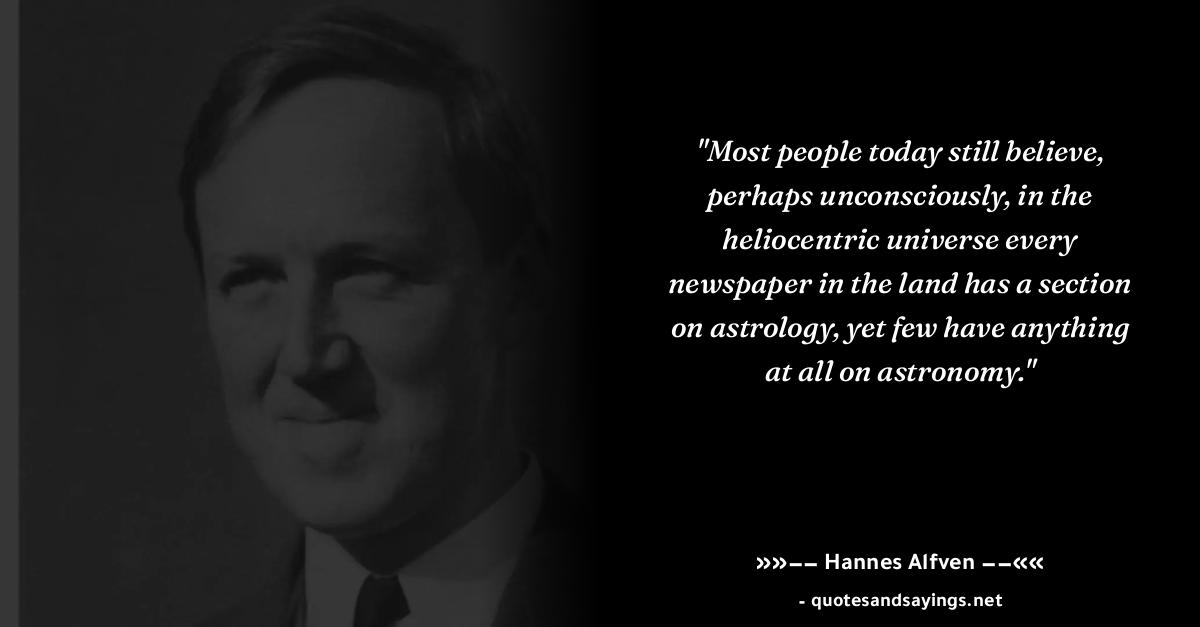 "Most people today still believe,
perhaps unconsciously, in the
heliocentric universe every
newspaper in the land has a section
on astrology, yet few have anything
at all on astronomy."
»»−− Hannes Alfven −−««
- quotesandsayings.net